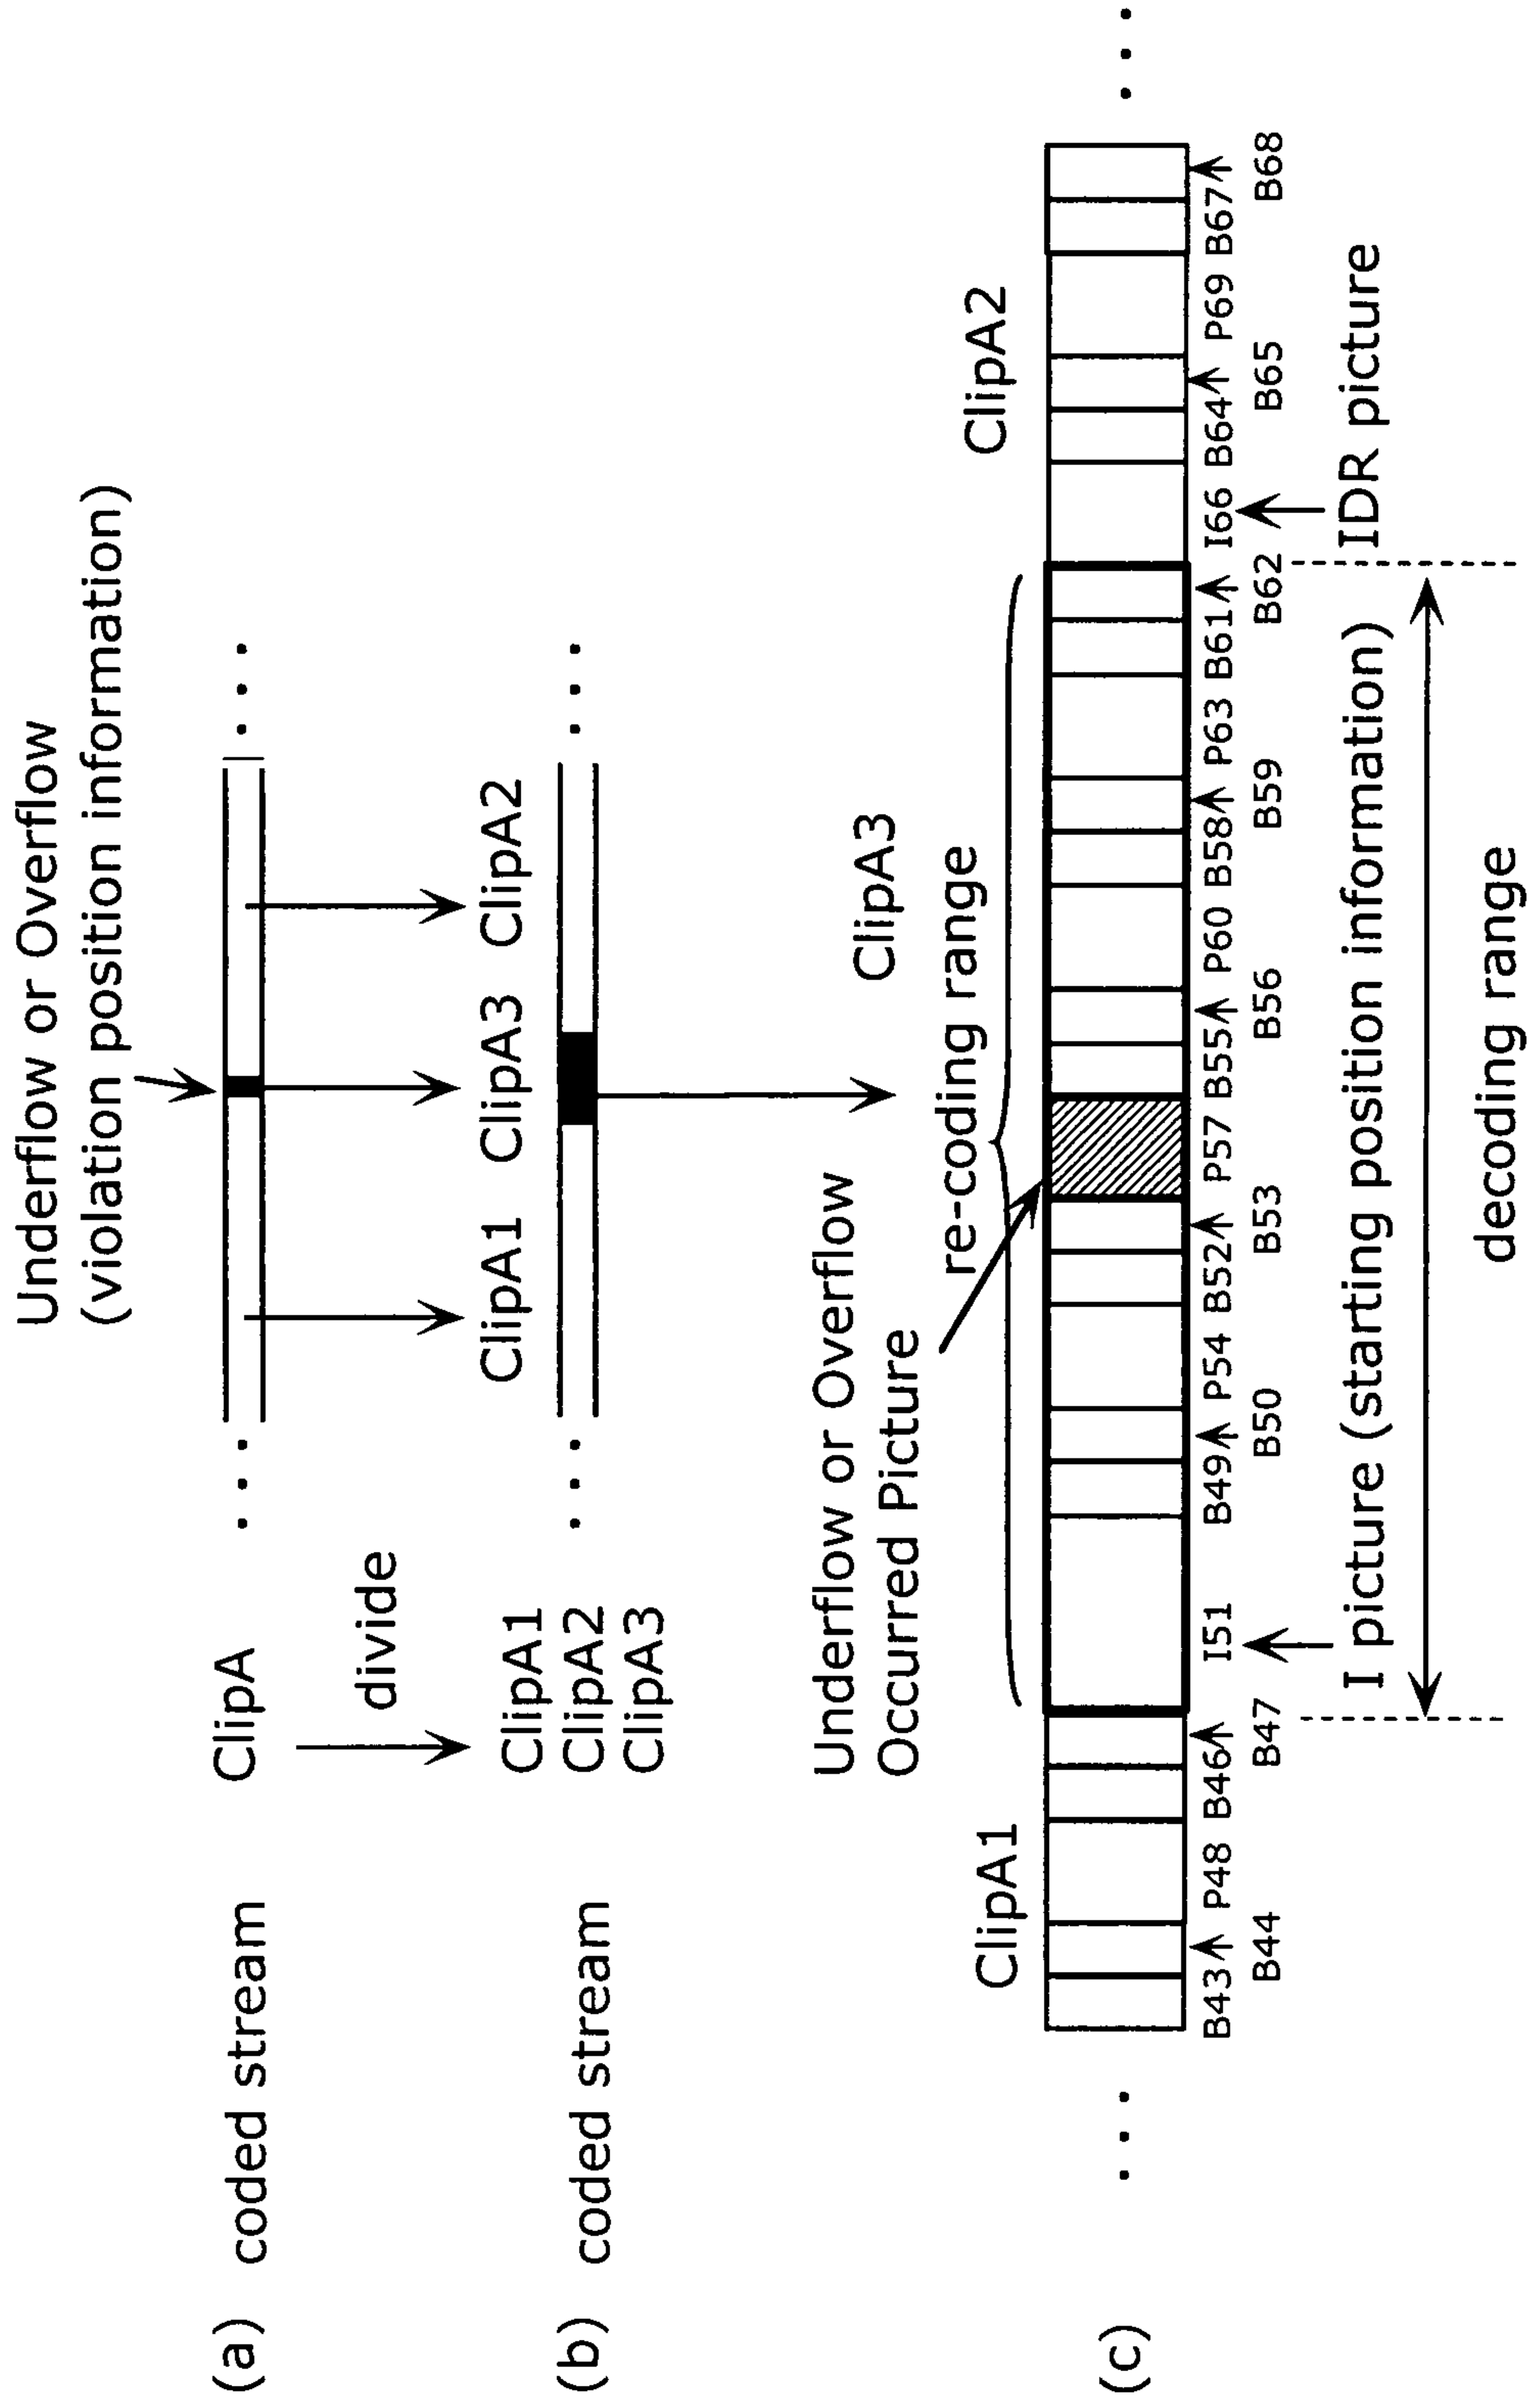 Underflow or Overflow
(violation position information)
(a) coded stream
ClipA
divide
ClipA1 ClipA3 ClipA2
(b) coded stream
ClipA1
ClipA2
ClipA3
Underflow or Overflow
Occurred Picture
ClipA3
re-coding range
(c)
ClipA1
ClipA2
B43 P48 B46 I51 B49 P54 B52 P57 B55 P60 B58 P63 B61 I66 B64 P69 B67
B44 B47 B50 B53 B56 B59 B62 B65 B68
I picture (starting position information)
IDR picture
decoding range